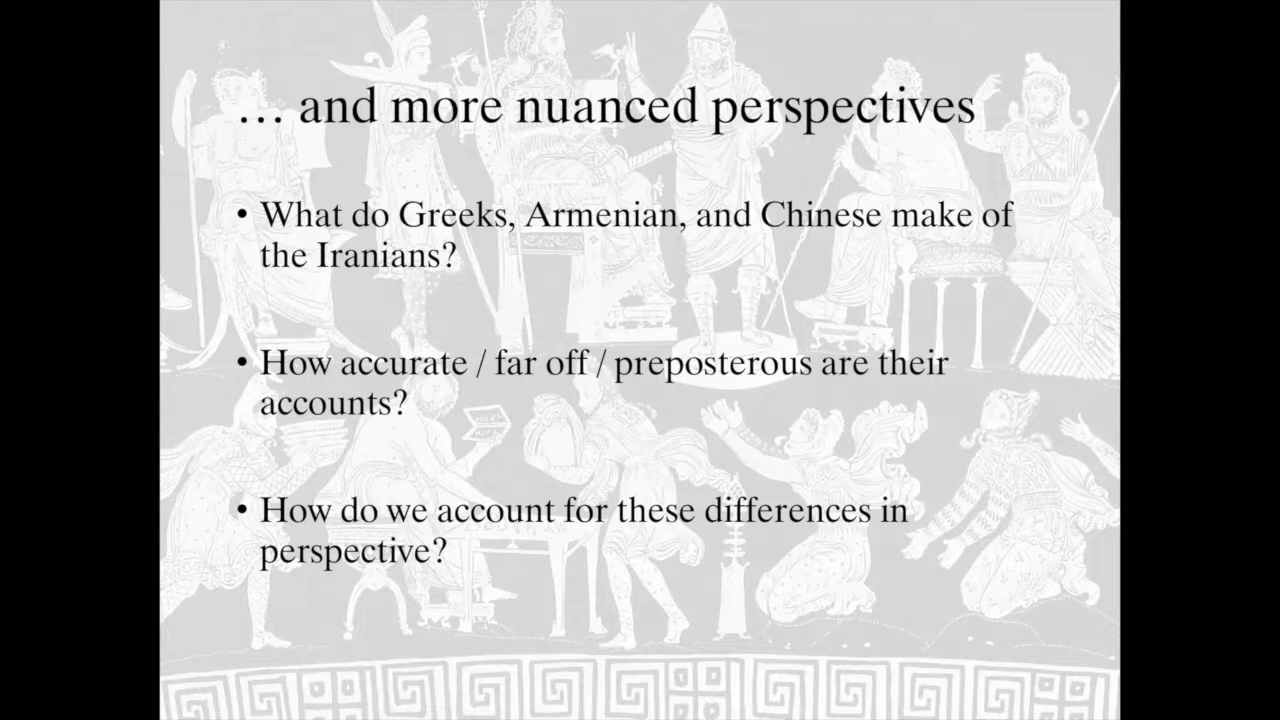 … and more nuanced perspectives
• What do Greeks, Armenian, and Chinese make of
the Iranians?
• How accurate / far off / preposterous are their
accounts?
• How do we account for these differences in
perspective?